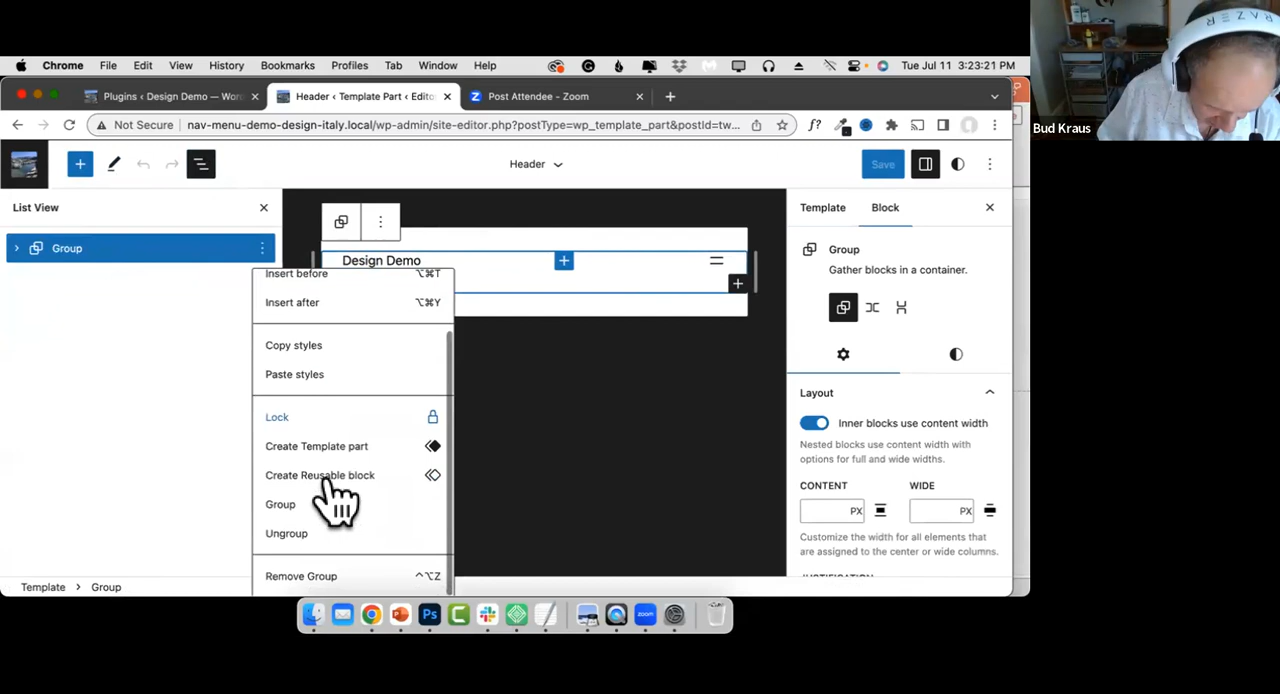 Chrome File Edit View History Bookmarks Profiles Tab Window Help Tue Jul 11 3:23:21 PM
Plugins ‹ Design Demo — Wor Header ‹ Template Part ‹ Edito Post Attendee - Zoom
Not Secure nav-menu-demo-design-italy.local/wp-admin/site-editor.php?postType=wp_template_part&postId=tw... f?
Header Save
List View
Group
Design Demo
Insert before ⌥⌘T
Insert after ⌥⌘Y
Copy styles
Paste styles
Lock
Create Template part
Create Reusable block
Group
Ungroup
Remove Group ^⌥Z
Template Block
Group
Gather blocks in a container.
Layout
Inner blocks use content width
Nested blocks use content width with
options for full and wide widths.
CONTENT WIDE
PX PX
Customize the width for all elements that
are assigned to the center or wide columns.
JUSTIFICATION
Template > Group
Ps zoom
RAZER
Bud Kraus